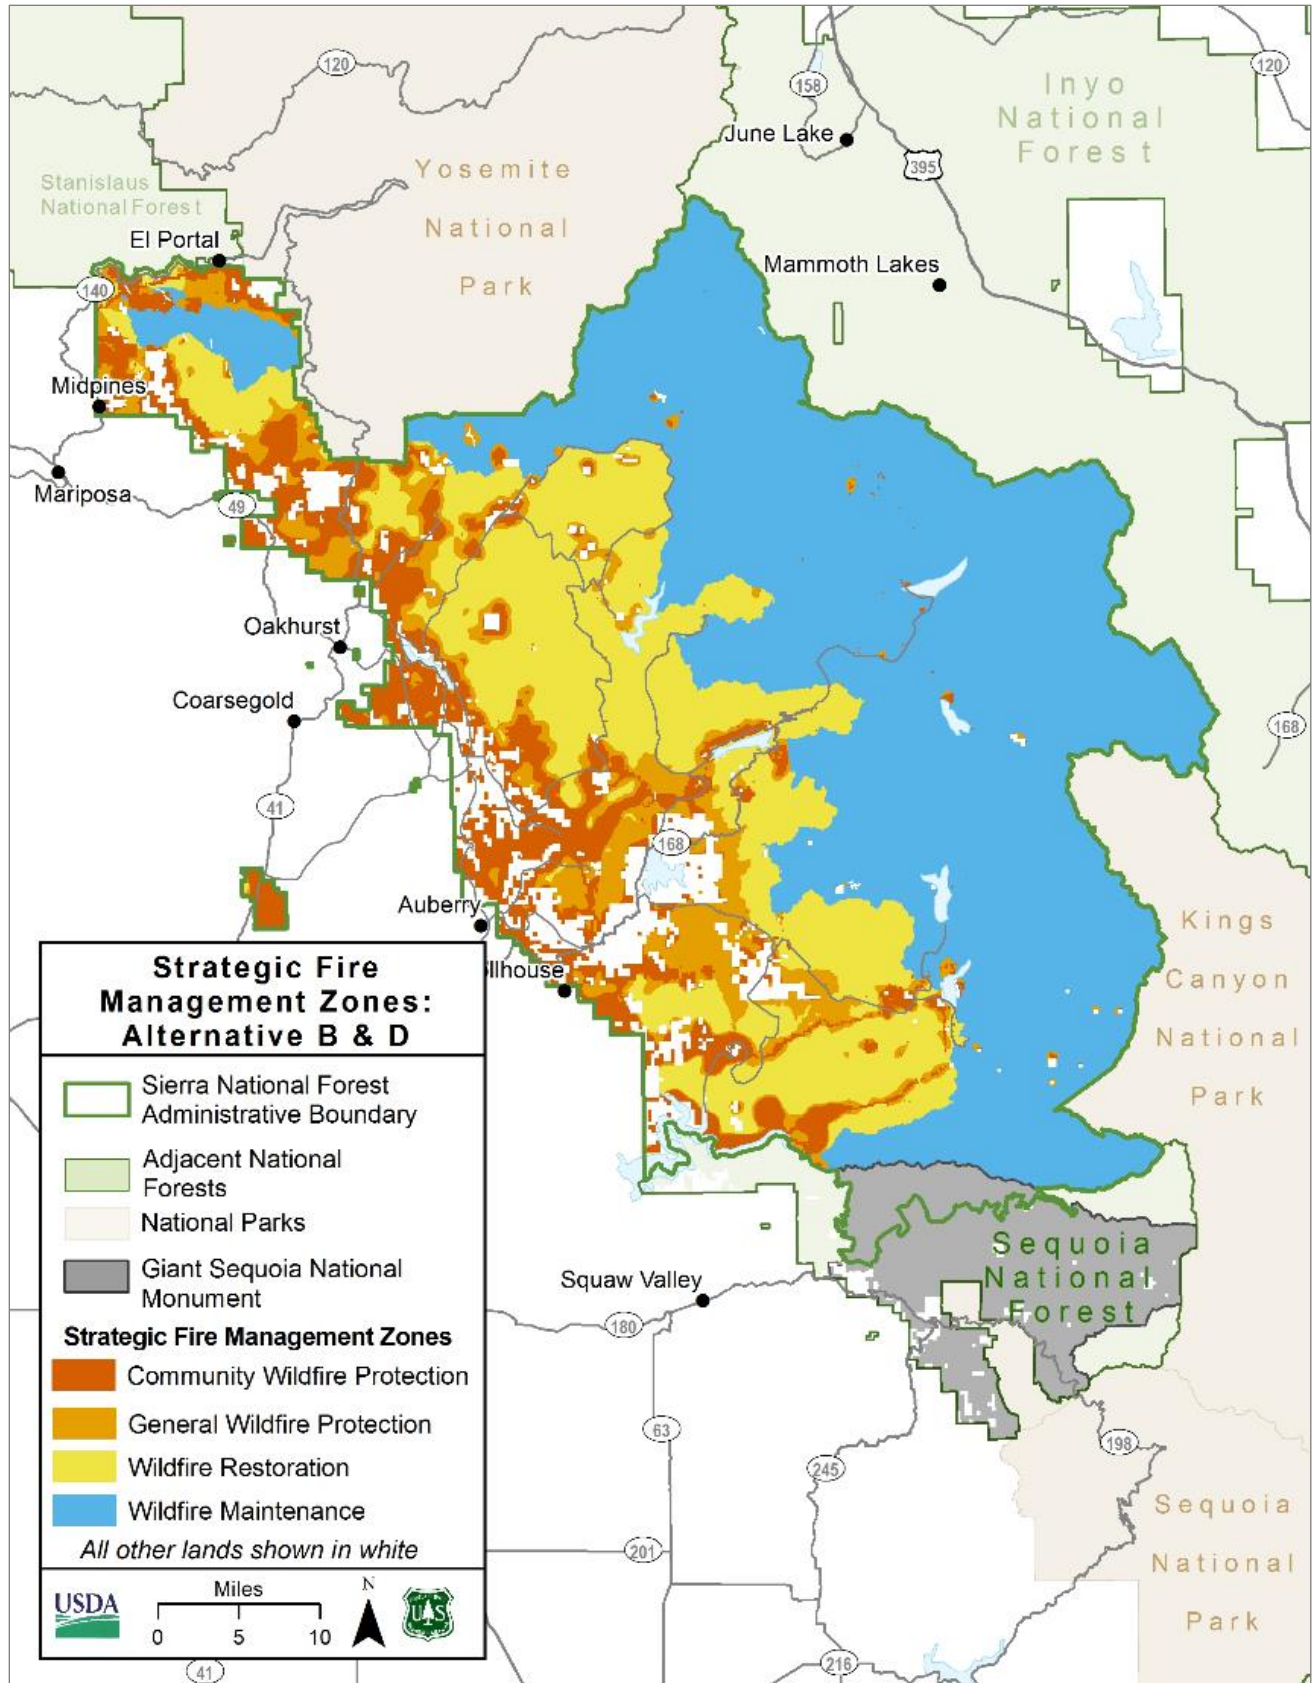 120
158
120
Inyo
National
Forest
June Lake
395
Yosemite
National
Park
Stanislaus
National Forest
El Portal
140
Mammoth Lakes
Midpines
Mariposa
49
Oakhurst
Coarsegold
168
41
168
Auberry
llhouse
Kings
Canyon
National
Park
Strategic Fire
Management Zones:
Alternative B & D
Sierra National Forest
Administrative Boundary
Adjacent National
Forests
National Parks
Giant Sequoia National
Monument
Strategic Fire Management Zones
Community Wildfire Protection
General Wildfire Protection
Wildfire Restoration
Wildfire Maintenance
All other lands shown in white
USDA
Miles
0 5 10
N
U S
Sequoia
National
Forest
Squaw Valley
180
63
245
198
Sequoia
National
Park
201
41
216